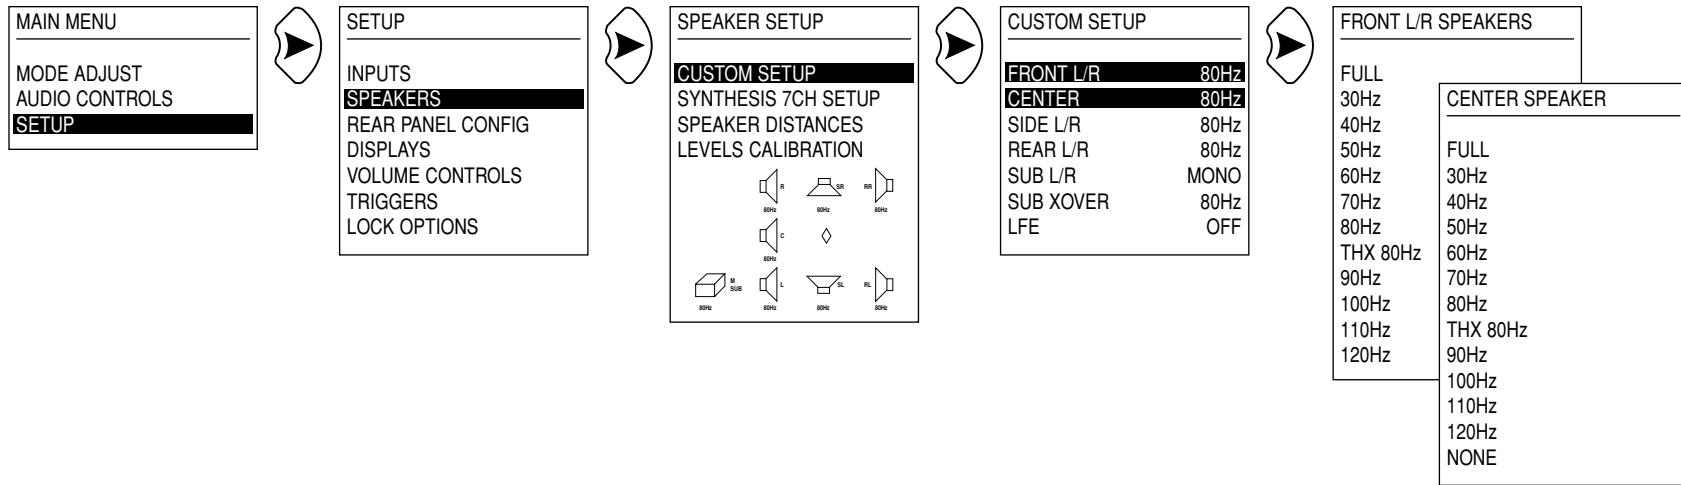 MAIN MENU
MODE ADJUST
AUDIO CONTROLS
SETUP
SETUP
INPUTS
SPEAKERS
REAR PANEL CONFIG
DISPLAYS
VOLUME CONTROLS
TRIGGERS
LOCK OPTIONS
SPEAKER SETUP
CUSTOM SETUP
SYNTHESIS 7CH SETUP
SPEAKER DISTANCES
LEVELS CALIBRATION
R SR RR
80Hz 80Hz 80Hz
C
80Hz
M
SUB L SL RL
80Hz 80Hz 80Hz 80Hz
CUSTOM SETUP
FRONT L/R 80Hz
CENTER 80Hz
SIDE L/R 80Hz
REAR L/R 80Hz
SUB L/R MONO
SUB XOVER 80Hz
LFE OFF
FRONT L/R SPEAKERS
FULL
30Hz
40Hz
50Hz
60Hz
70Hz
80Hz
THX 80Hz
90Hz
100Hz
110Hz
120Hz
CENTER SPEAKER
FULL
30Hz
40Hz
50Hz
60Hz
70Hz
80Hz
THX 80Hz
90Hz
100Hz
110Hz
120Hz
NONE